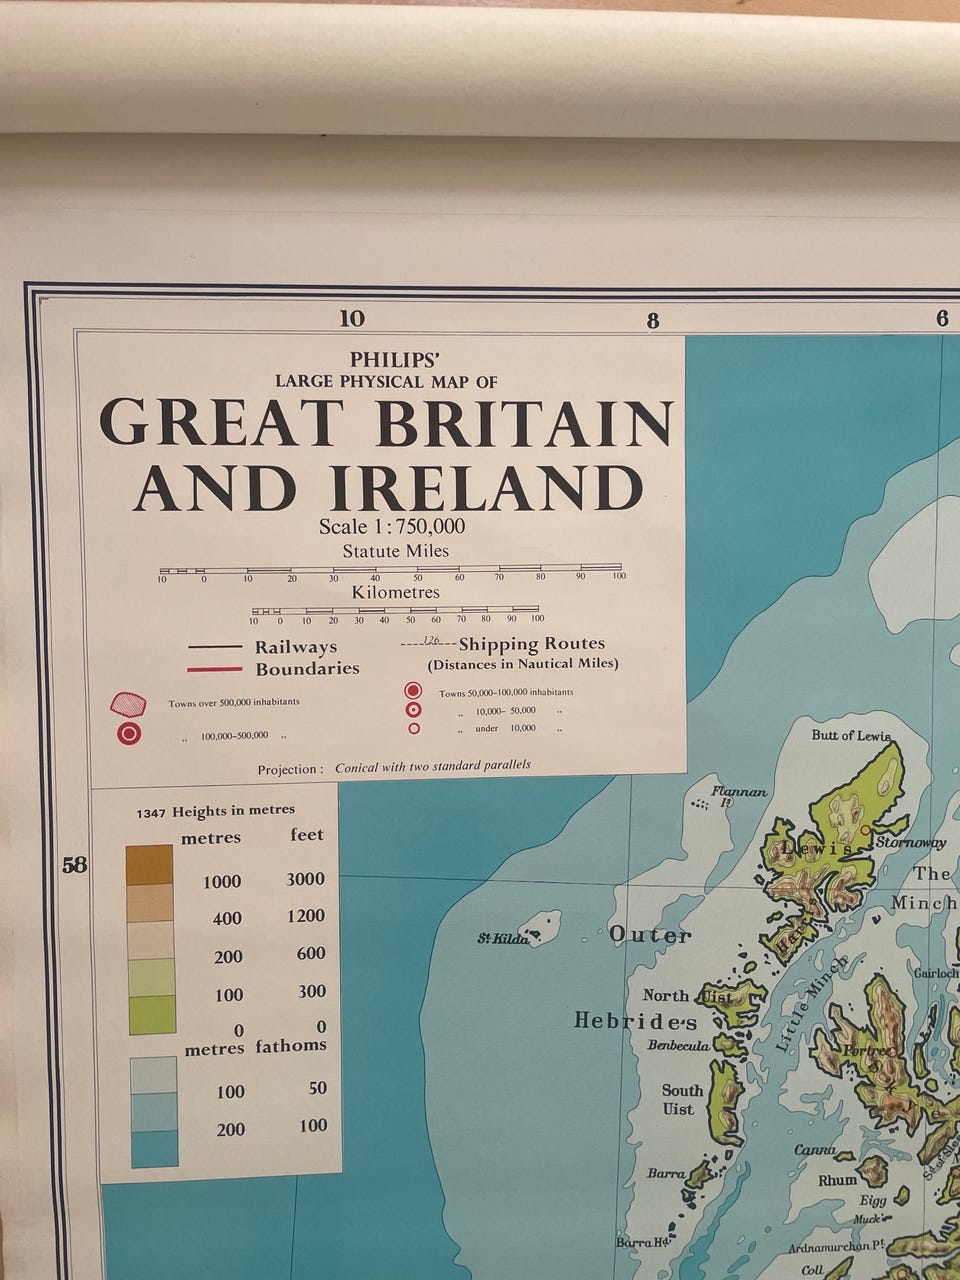 10 8 6
PHILIPS'
LARGE PHYSICAL MAP OF
GREAT BRITAIN
AND IRELAND
Scale 1:750,000
Statute Miles
10 0 10 20 30 40 50 60 70 80 90 100
Kilometres
10 0 10 20 30 40 50 60 70 80 90 100
Railways
Boundaries
126 Shipping Routes
(Distances in Nautical Miles)
Towns over 500,000 inhabitants
„ 100,000–500,000 „
Towns 50,000–100,000 inhabitants
„ 10,000– 50,000 „
„ under 10,000 „
Projection : Conical with two standard parallels
1347 Heights in metres
metres feet
1000 3000
400 1200
200 600
100 300
0 0
metres fathoms
100 50
200 100
58
Butt of Lewis
Flannan
Iş
Lewis
Stornoway
The
Minch
St Kilda
Outer
Harris
Gairloch
North Uist
Little Minch
Hebrides
Benbecula
Portree
South
Uist
Skye
Canna
Barra
Rhum
Eigg
Muck
Barra Hd
Ardnamurchan Pt.
Coll